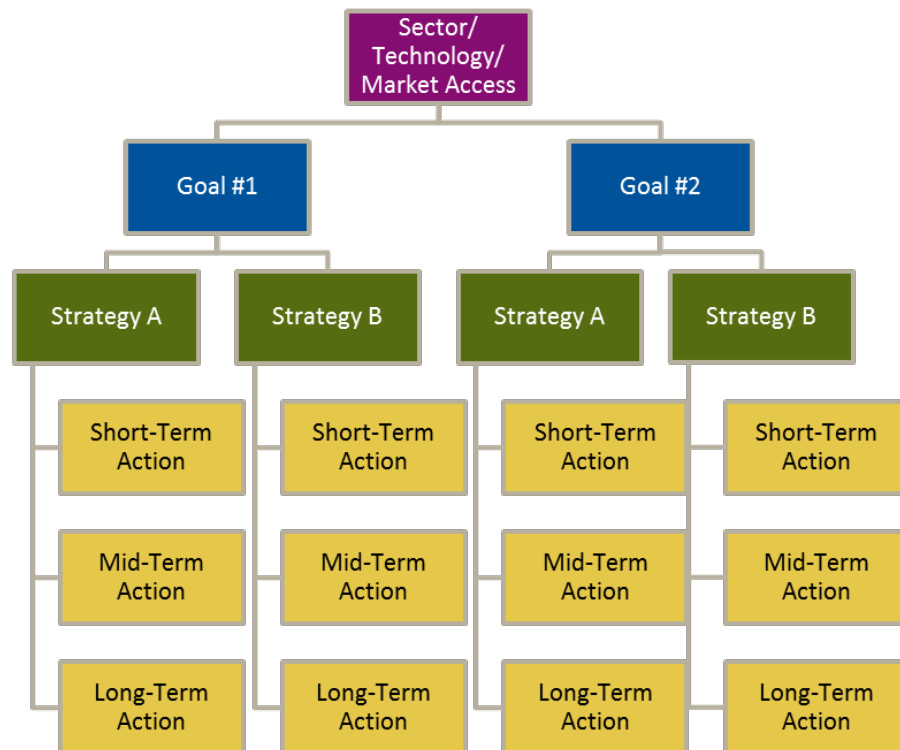 Sector/
Technology/
Market Access
Goal #1
Goal #2
Strategy A
Strategy B
Strategy A
Strategy B
Short-Term
Action
Short-Term
Action
Short-Term
Action
Short-Term
Action
Mid-Term
Action
Mid-Term
Action
Mid-Term
Action
Mid-Term
Action
Long-Term
Action
Long-Term
Action
Long-Term
Action
Long-Term
Action